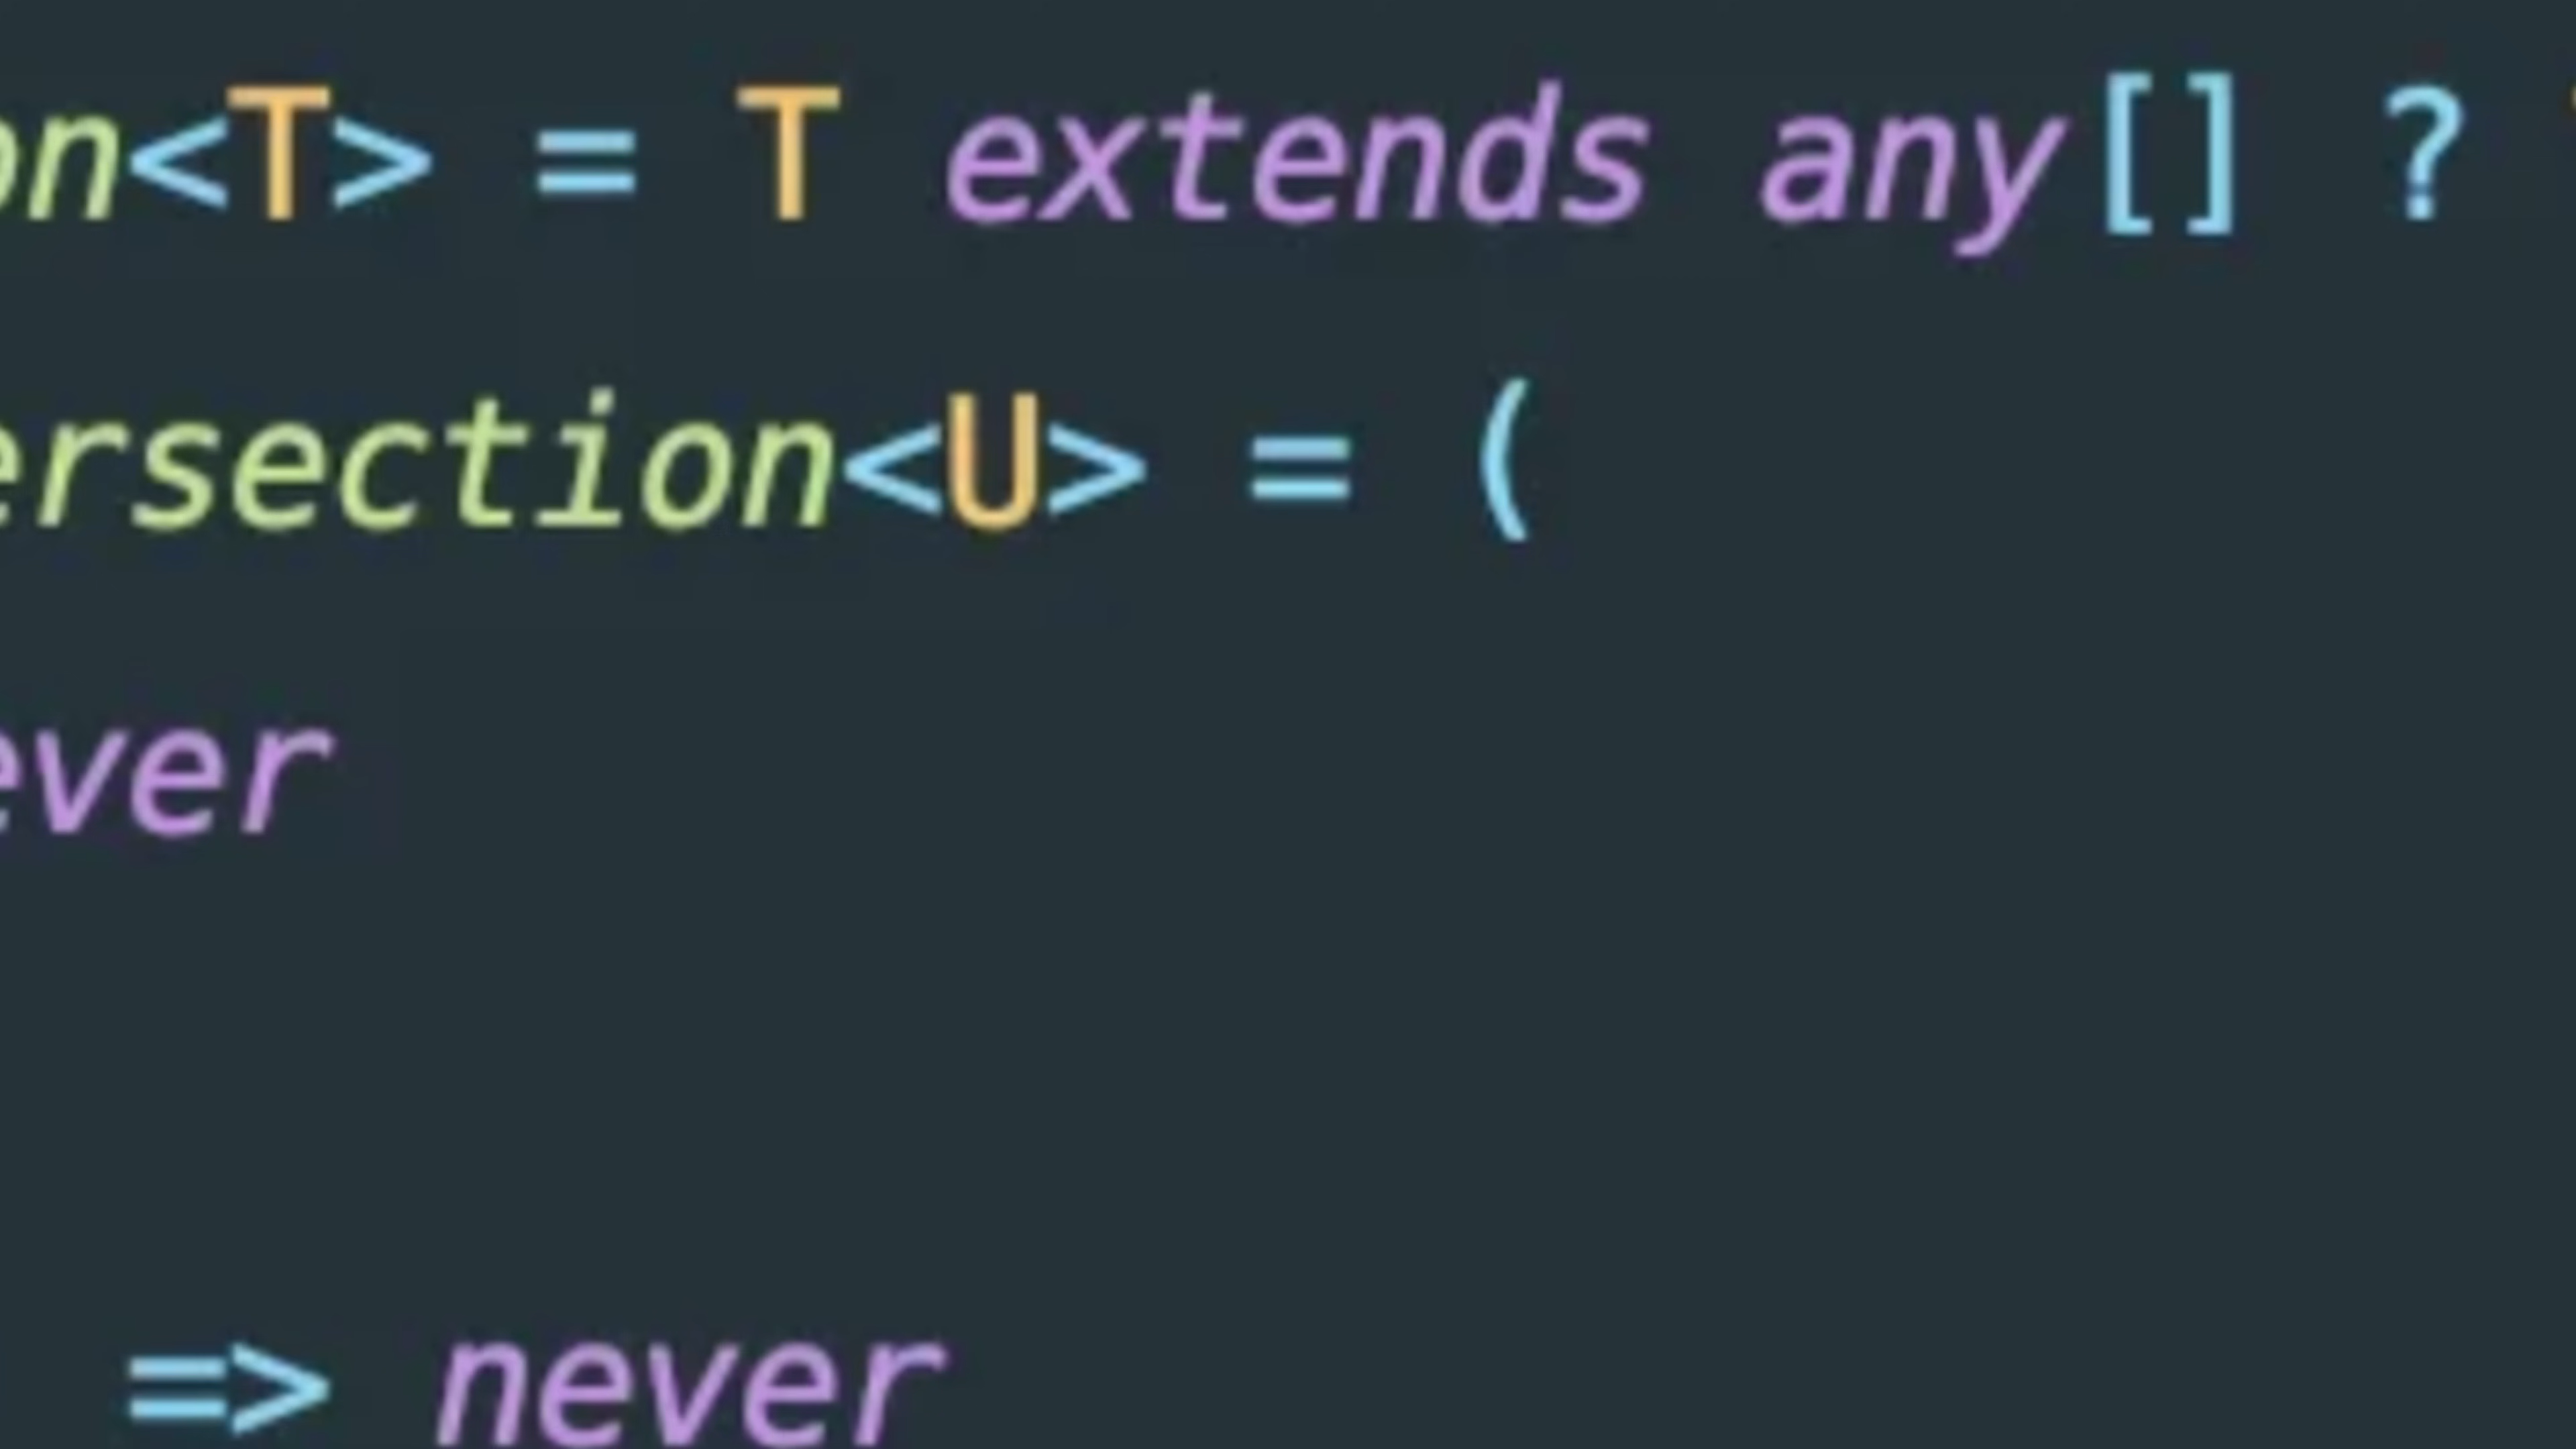 on<T> = T extends any[] ?
ersection<U> = (
ever
=> never